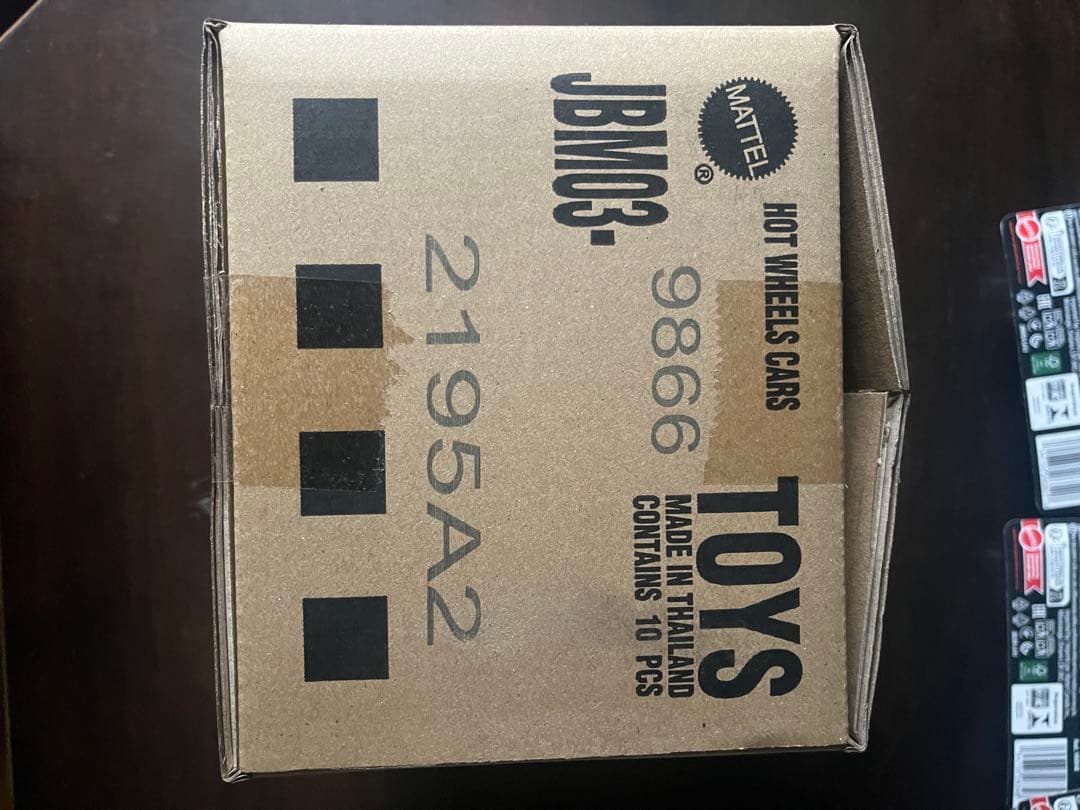 MATTEL
®
HOT WHEELS CARS
TOYS
JBM03-
9866
MADE IN THAILAND
CONTAINS 10 PCS
2195A2